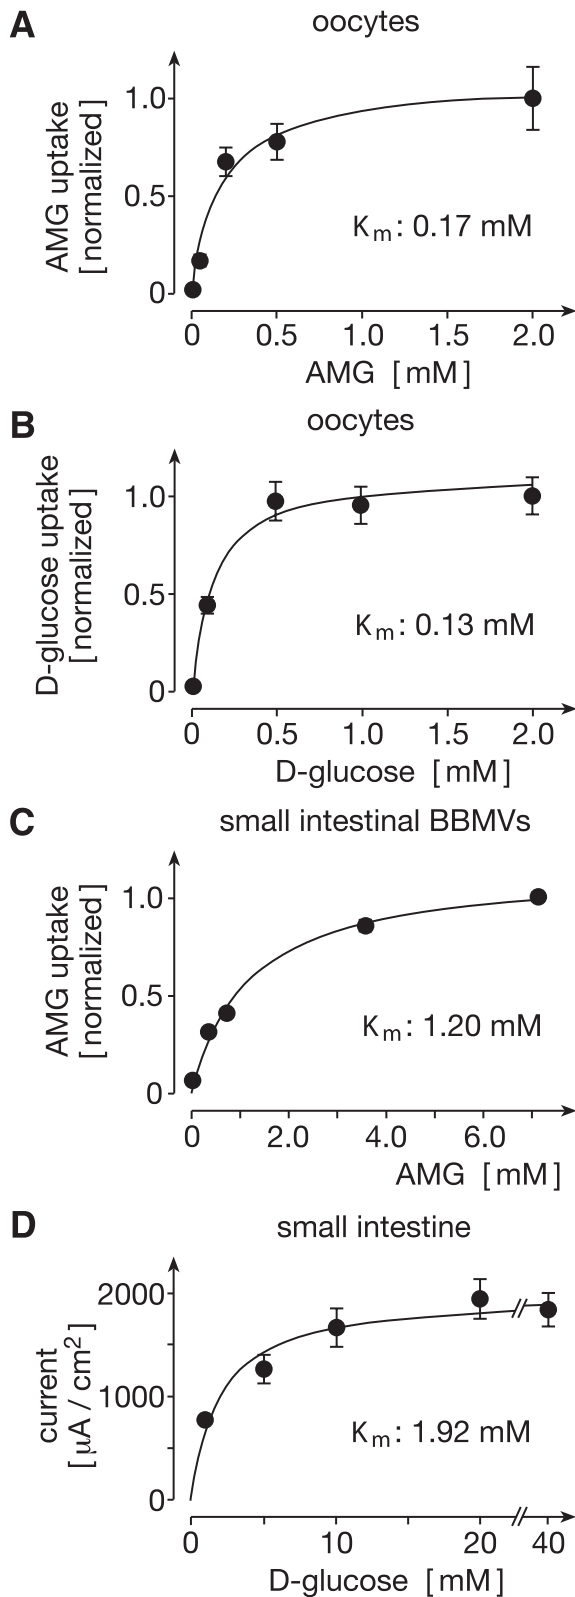 A
oocytes
AMG uptake
[normalized]
1.0
0.5
0
Km: 0.17 mM
0 0.5 1.0 1.5 2.0
AMG [mM]
B
oocytes
D-glucose uptake
[normalized]
1.0
0.5
0
Km: 0.13 mM
0 0.5 1.0 1.5 2.0
D-glucose [mM]
C
small intestinal BBMVs
AMG uptake
[normalized]
1.0
0.5
0
Km: 1.20 mM
0 2.0 4.0 6.0
AMG [mM]
D
small intestine
current
[µA / cm2]
2000
1000
0
Km: 1.92 mM
0 10 20 40
D-glucose [mM]